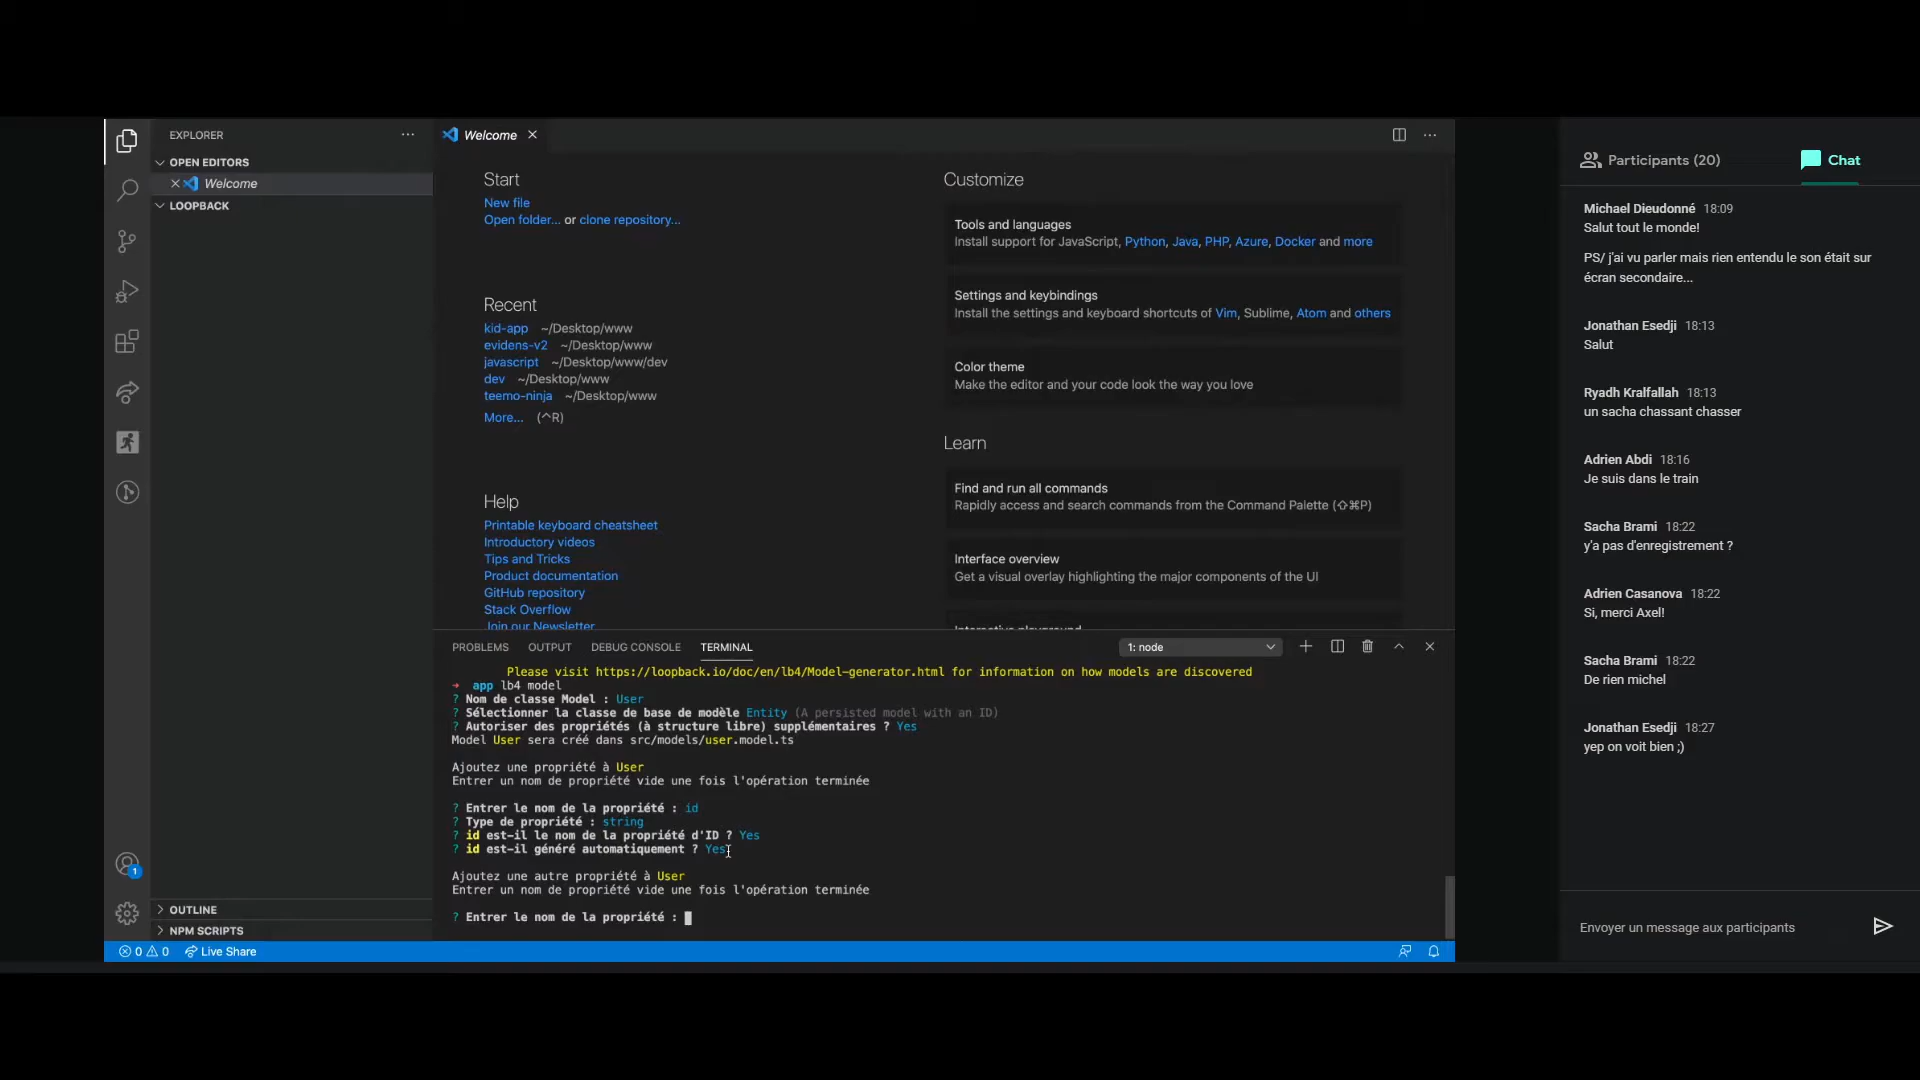 EXPLORER
OPEN EDITORS
Welcome
LOOPBACK
OUTLINE
NPM SCRIPTS
Welcome
Start
New file
Open folder... or clone repository...
Recent
kid-app ~/Desktop/www
evidens-v2 ~/Desktop/www
javascript ~/Desktop/www/dev
dev ~/Desktop/www
teemo-ninja ~/Desktop/www
More... (^R)
Help
Printable keyboard cheatsheet
Introductory videos
Tips and Tricks
Product documentation
GitHub repository
Stack Overflow
Join our Newsletter
Customize
Tools and languages
Install support for JavaScript, Python, Java, PHP, Azure, Docker and more
Settings and keybindings
Install the settings and keyboard shortcuts of Vim, Sublime, Atom and others
Color theme
Make the editor and your code look the way you love
Learn
Find and run all commands
Rapidly access and search commands from the Command Palette (⇧⌘P)
Interface overview
Get a visual overlay highlighting the major components of the UI
Interactive playground
PROBLEMS OUTPUT DEBUG CONSOLE TERMINAL 1: node
Please visit https://loopback.io/doc/en/lb4/Model-generator.html for information on how models are discovered
➜ app lb4 model
? Nom de classe Model : User
? Sélectionner la classe de base de modèle Entity (A persisted model with an ID)
? Autoriser des propriétés (à structure libre) supplémentaires ? Yes
Model User sera créé dans src/models/user.model.ts
Ajoutez une propriété à User
Entrer un nom de propriété vide une fois l'opération terminée
? Entrer le nom de la propriété : id
? Type de propriété : string
? id est-il le nom de la propriété d'ID ? Yes
? id est-il généré automatiquement ? Yes
Ajoutez une autre propriété à User
Entrer un nom de propriété vide une fois l'opération terminée
? Entrer le nom de la propriété :
1
0 0 Live Share
Participants (20) Chat
Michael Dieudonné 18:09
Salut tout le monde!
PS/ j'ai vu parler mais rien entendu le son était sur
écran secondaire...
Jonathan Esedji 18:13
Salut
Ryadh Kralfallah 18:13
un sacha chassant chasser
Adrien Abdi 18:16
Je suis dans le train
Sacha Brami 18:22
y'a pas d'enregistrement ?
Adrien Casanova 18:22
Si, merci Axel!
Sacha Brami 18:22
De rien michel
Jonathan Esedji 18:27
yep on voit bien ;)
Envoyer un message aux participants